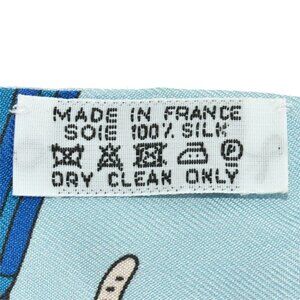 MADE IN FRANCE
SOIE 100% SILK
P
DRY CLEAN ONLY